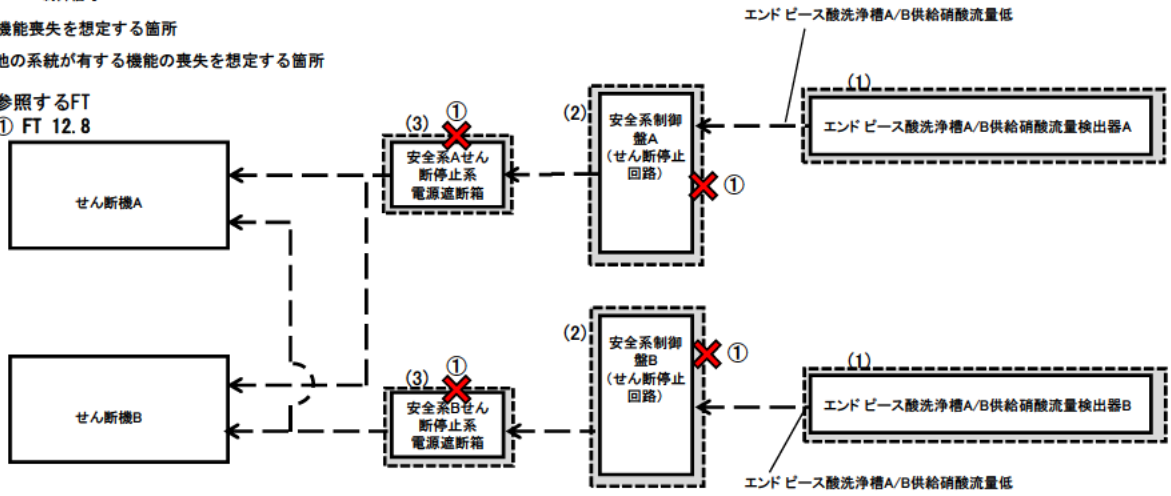 機能喪失を想定する箇所
他の系統が有する機能の喪失を想定する箇所
参照するFT
① FT 12.8
エンドピース酸洗浄槽A/B供給硝酸流量低
(1)
エンドピース酸洗浄槽A/B供給硝酸流量検出器A
(2)
安全系制御
盤A
(せん断停止
回路)
①
(3)
①
安全系Aせん
断停止系
電源遮断箱
せん断機A
(1)
エンドピース酸洗浄槽A/B供給硝酸流量検出器B
(2)
安全系制御
盤B
(せん断停止
回路)
①
(3)
①
安全系Bせん
断停止系
電源遮断箱
せん断機B
エンドピース酸洗浄槽A/B供給硝酸流量低